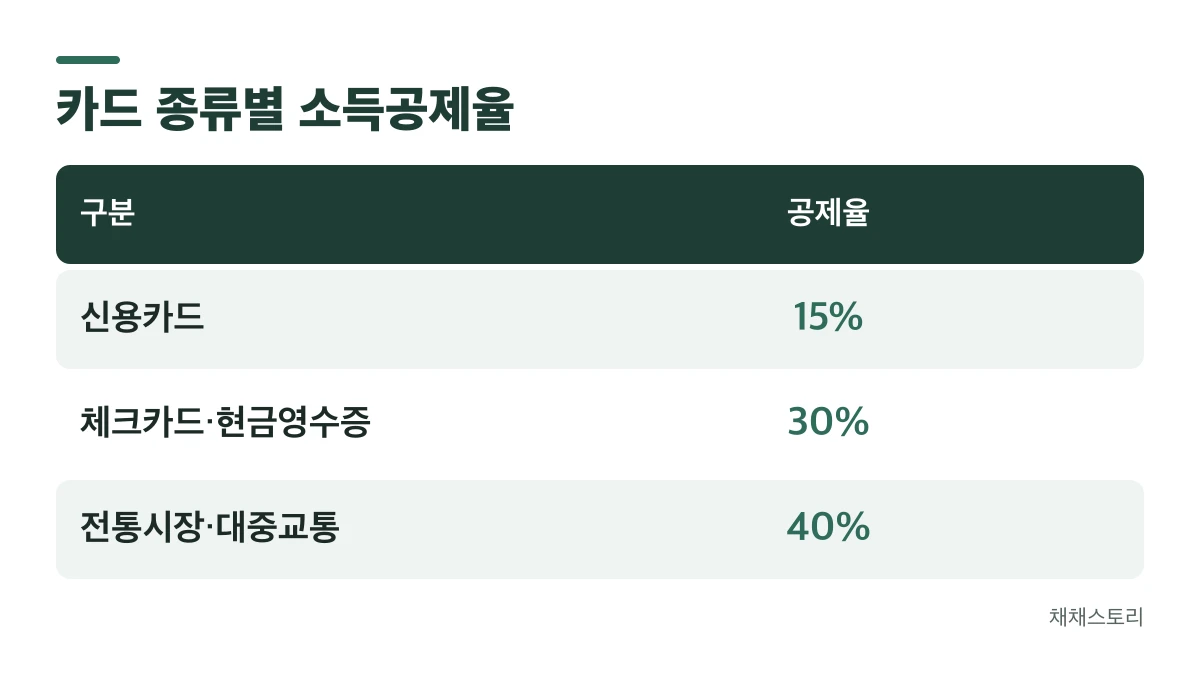 카드 종류별 소득공제율
구분 공제율
신용카드 15%
체크카드·현금영수증 30%
전통시장·대중교통 40%
채채스토리